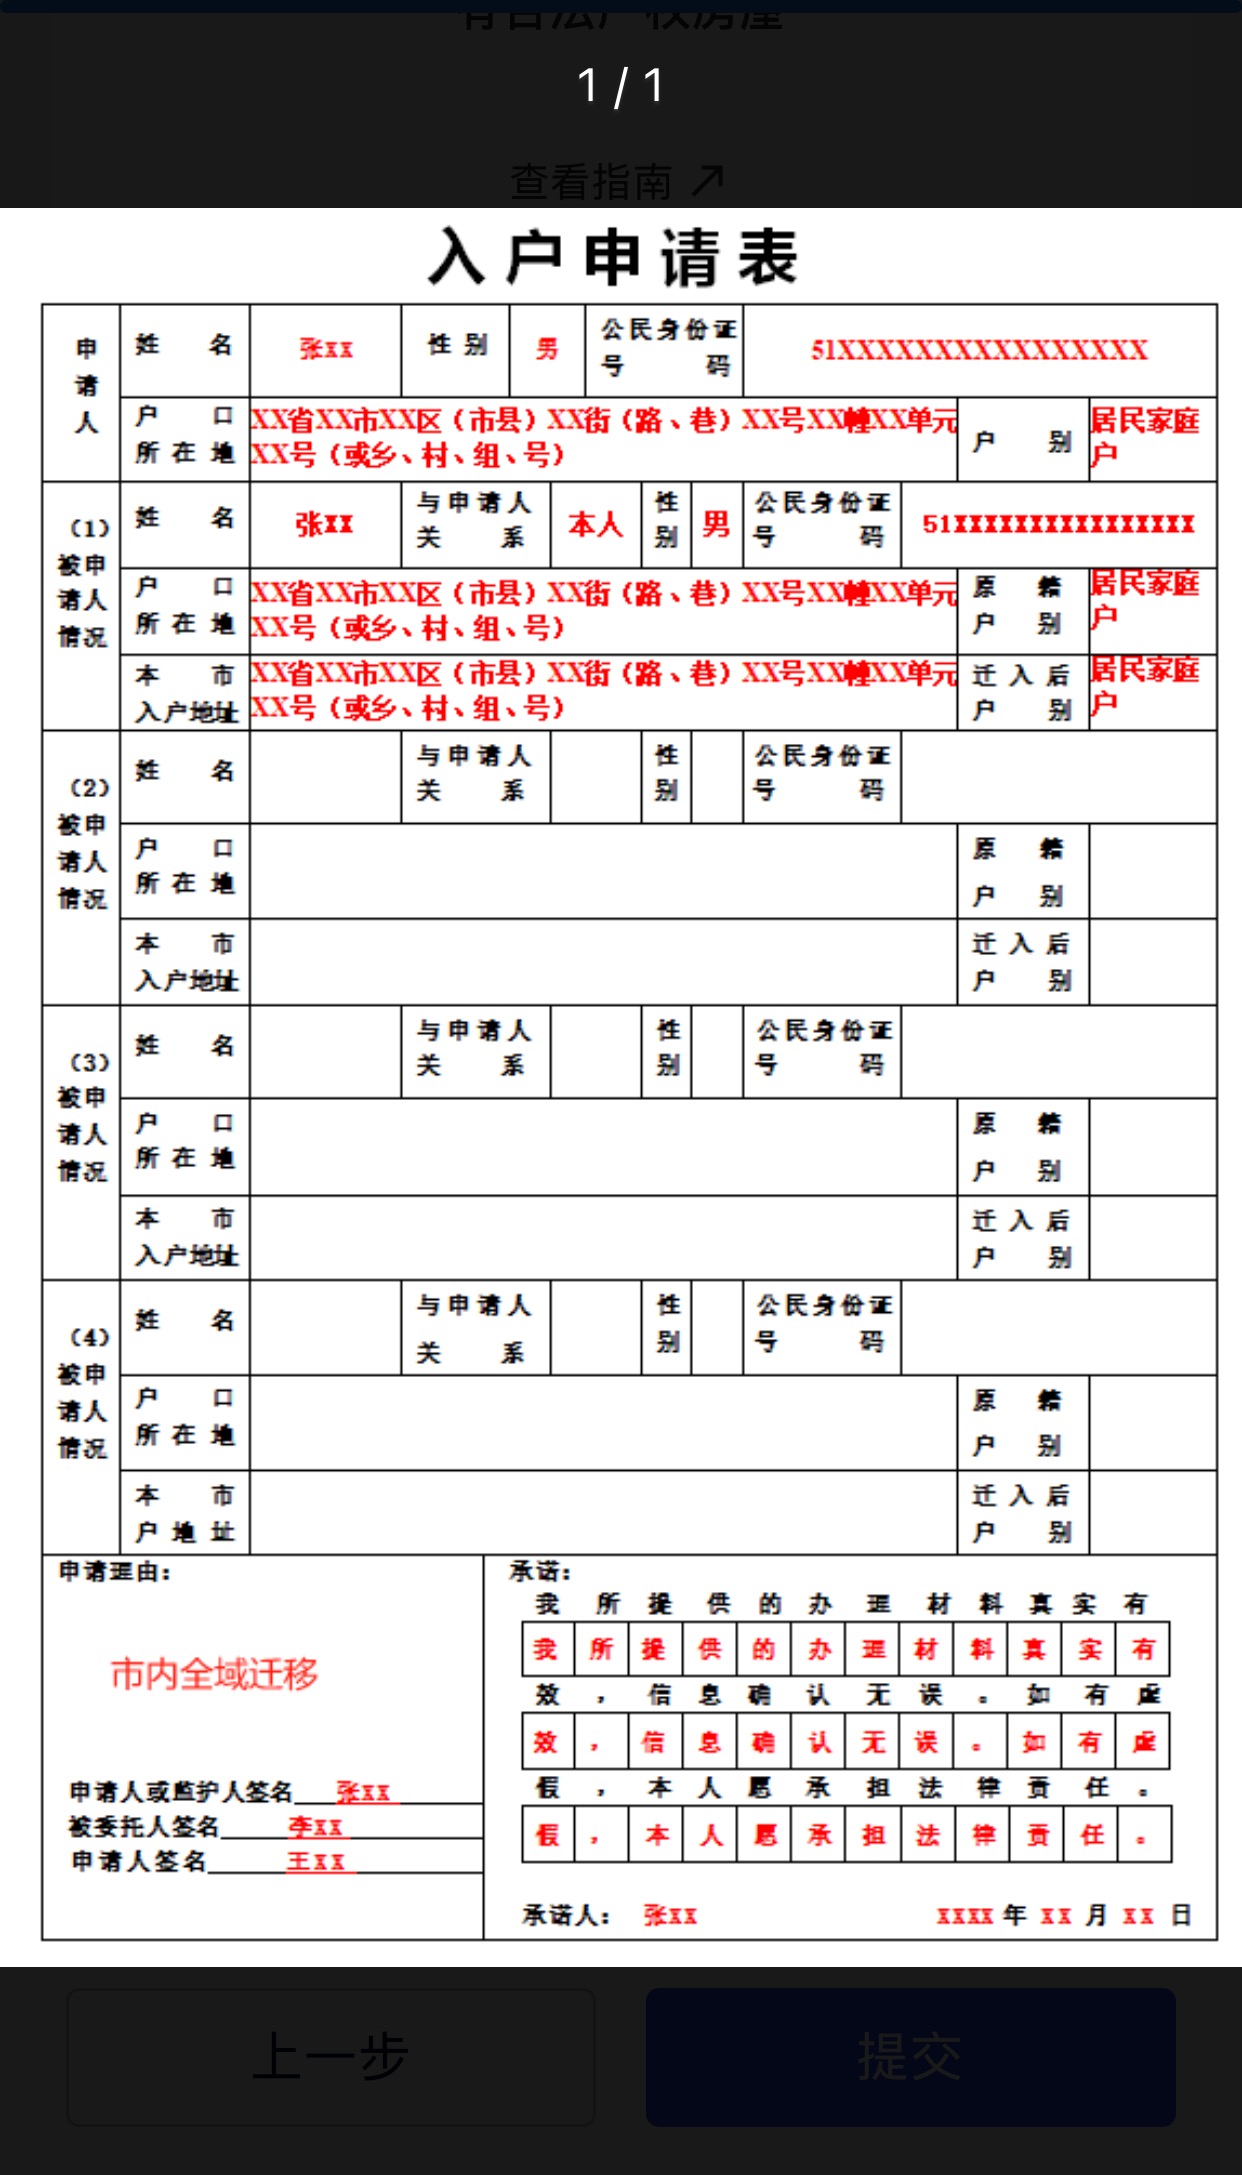 有合法产权房屋
1 / 1
查看指南 ↗
入户申请表
申请人
姓名 张xx 性别 男 公民身份证号码 51XXXXXXXXXXXXXXXX
户口所在地 XX省XX市XX区（市县）XX街（路、巷）XX号XX幢XX单元XX号（或乡、村、组、号） 户别 居民家庭户
（1）被申请人情况
姓名 张xx 与申请人关系 本人 性别 男 公民身份证号码 51XXXXXXXXXXXXXXXX
户口所在地 XX省XX市XX区（市县）XX街（路、巷）XX号XX幢XX单元XX号（或乡、村、组、号） 原籍户别 居民家庭户
本市入户地址 XX省XX市XX区（市县）XX街（路、巷）XX号XX幢XX单元XX号（或乡、村、组、号） 迁入后户别 居民家庭户
（2）被申请人情况
姓名 与申请人关系 性别 公民身份证号码
户口所在地 原籍户别
本市入户地址 迁入后户别
（3）被申请人情况
姓名 与申请人关系 性别 公民身份证号码
户口所在地 原籍户别
本市入户地址 迁入后户别
（4）被申请人情况
姓名 与申请人关系 性别 公民身份证号码
户口所在地 原籍户别
本市户地址 迁入后户别
申请理由：
市内全域迁移
申请人或监护人签名 张xx
被委托人签名 李xx
申请人签名 王xx
承诺：
我所提供的办理材料真实有
我所提供的办理材料真实有
效，信息确认无误。如有虚
效，信息确认无误。如有虚
假，本人愿承担法律责任。
假，本人愿承担法律责任。
承诺人： 张xx xxxx 年 xx 月 xx 日
上一步 提交